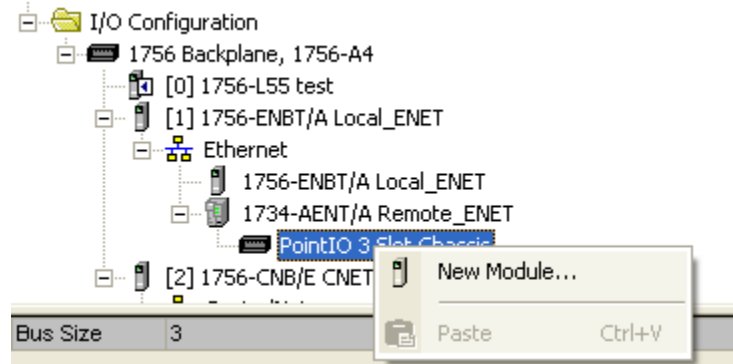 I/O Configuration
1756 Backplane, 1756-A4
[0] 1756-L55 test
[1] 1756-ENBT/A Local_ENET
Ethernet
1756-ENBT/A Local_ENET
1734-AENT/A Remote_ENET
PointIO 3 Slot Chassis
New Module...
[2] 1756-CNB/E CNET
Bus Size 3
Paste Ctrl+V